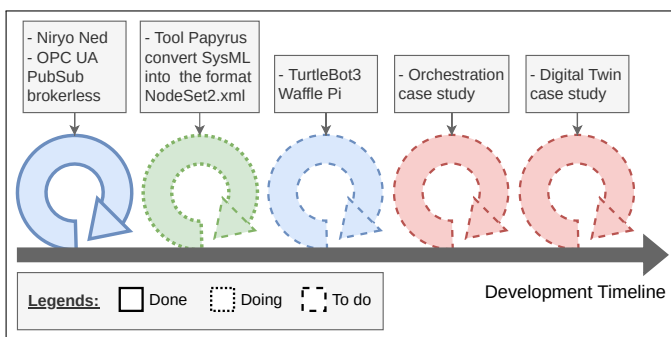 - Niryo Ned
- OPC UA
PubSub
brokerless
- Tool Papyrus
convert SysML
into the format
NodeSet2.xml
- TurtleBot3
Waffle Pi
- Orchestration
case study
- Digital Twin
case study
Development Timeline
Legends: Done Doing To do